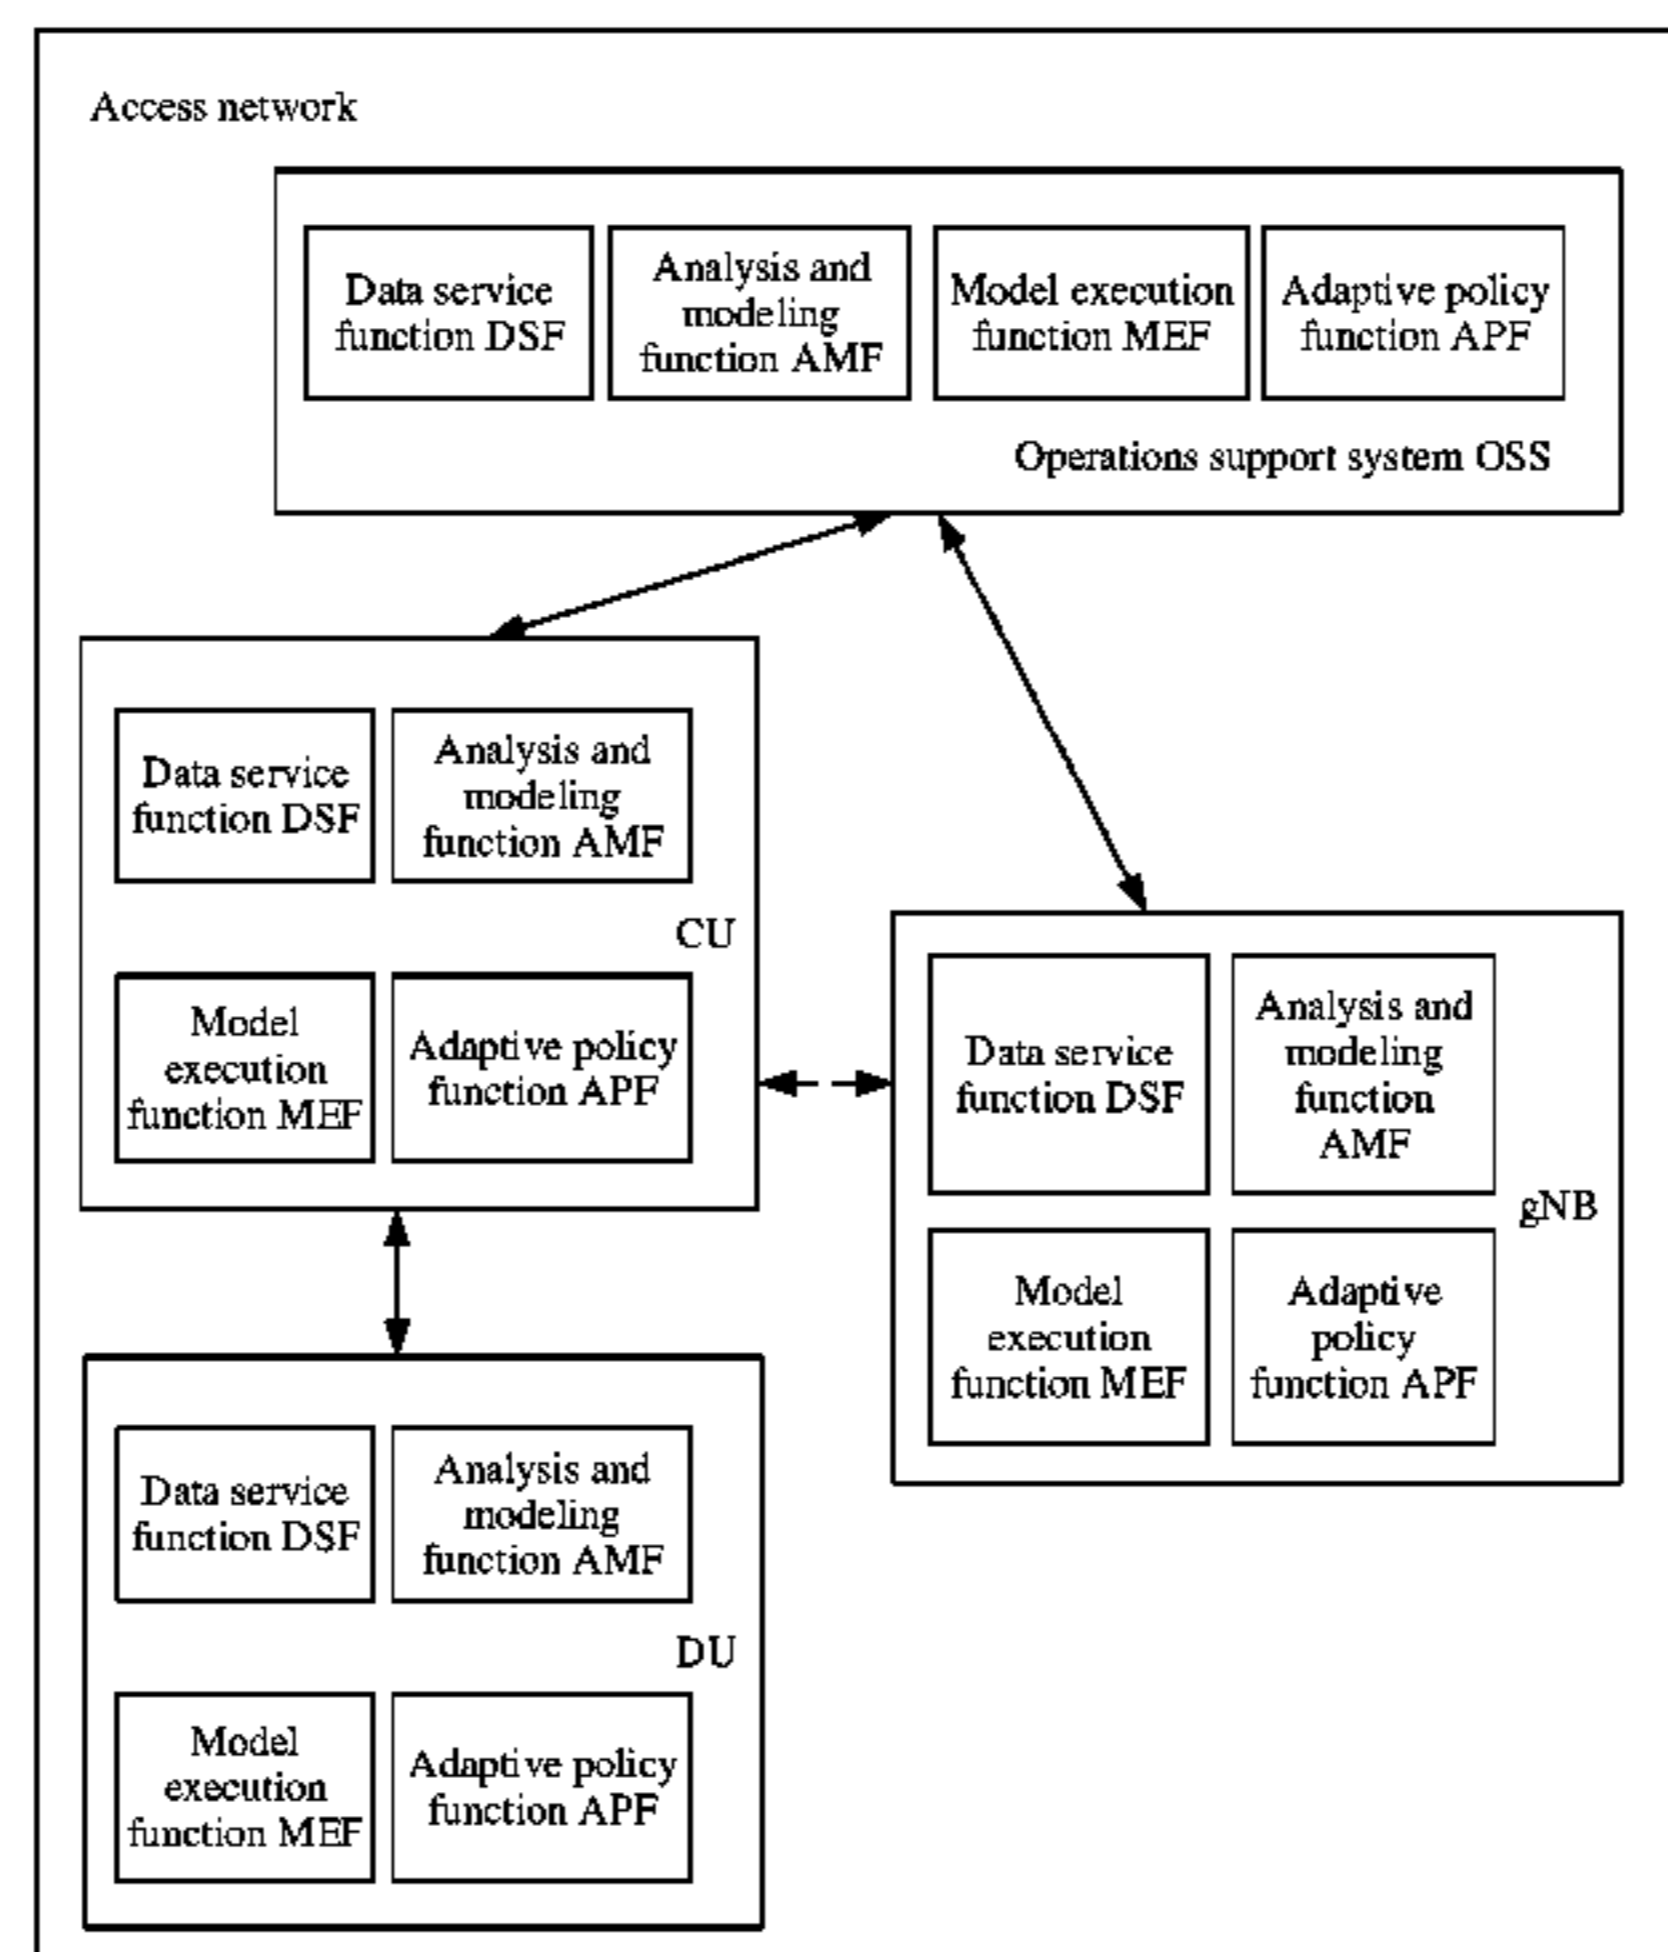 Access network
Data service
function DSF
Analysis and
modeling
function AMF
Model execution
function MEF
Adaptive policy
function APF
Operations support system OSS
Data service
function DSF
Analysis and
modeling
function AMF
CU
Model
execution
function MEF
Adaptive policy
function APF
Data service
function DSF
Analysis and
modeling
function
AMF
gNB
Model
execution
function MEF
Adaptive
policy
function APF
Data service
function DSF
Analysis and
modeling
function AMF
DU
Model
execution
function MEF
Adaptive policy
function APF